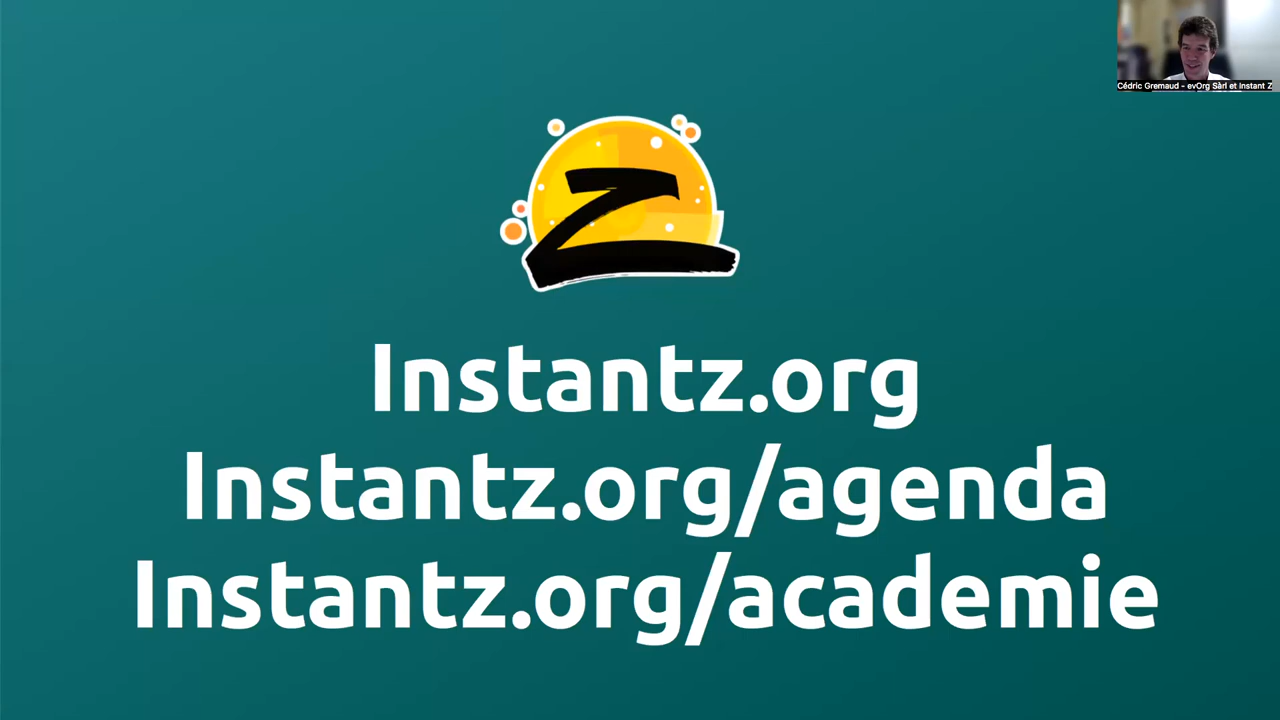 Cédric Gremaud - evOrg Sàrl et Instant Z
Z
Instantz.org
Instantz.org/agenda
Instantz.org/academie